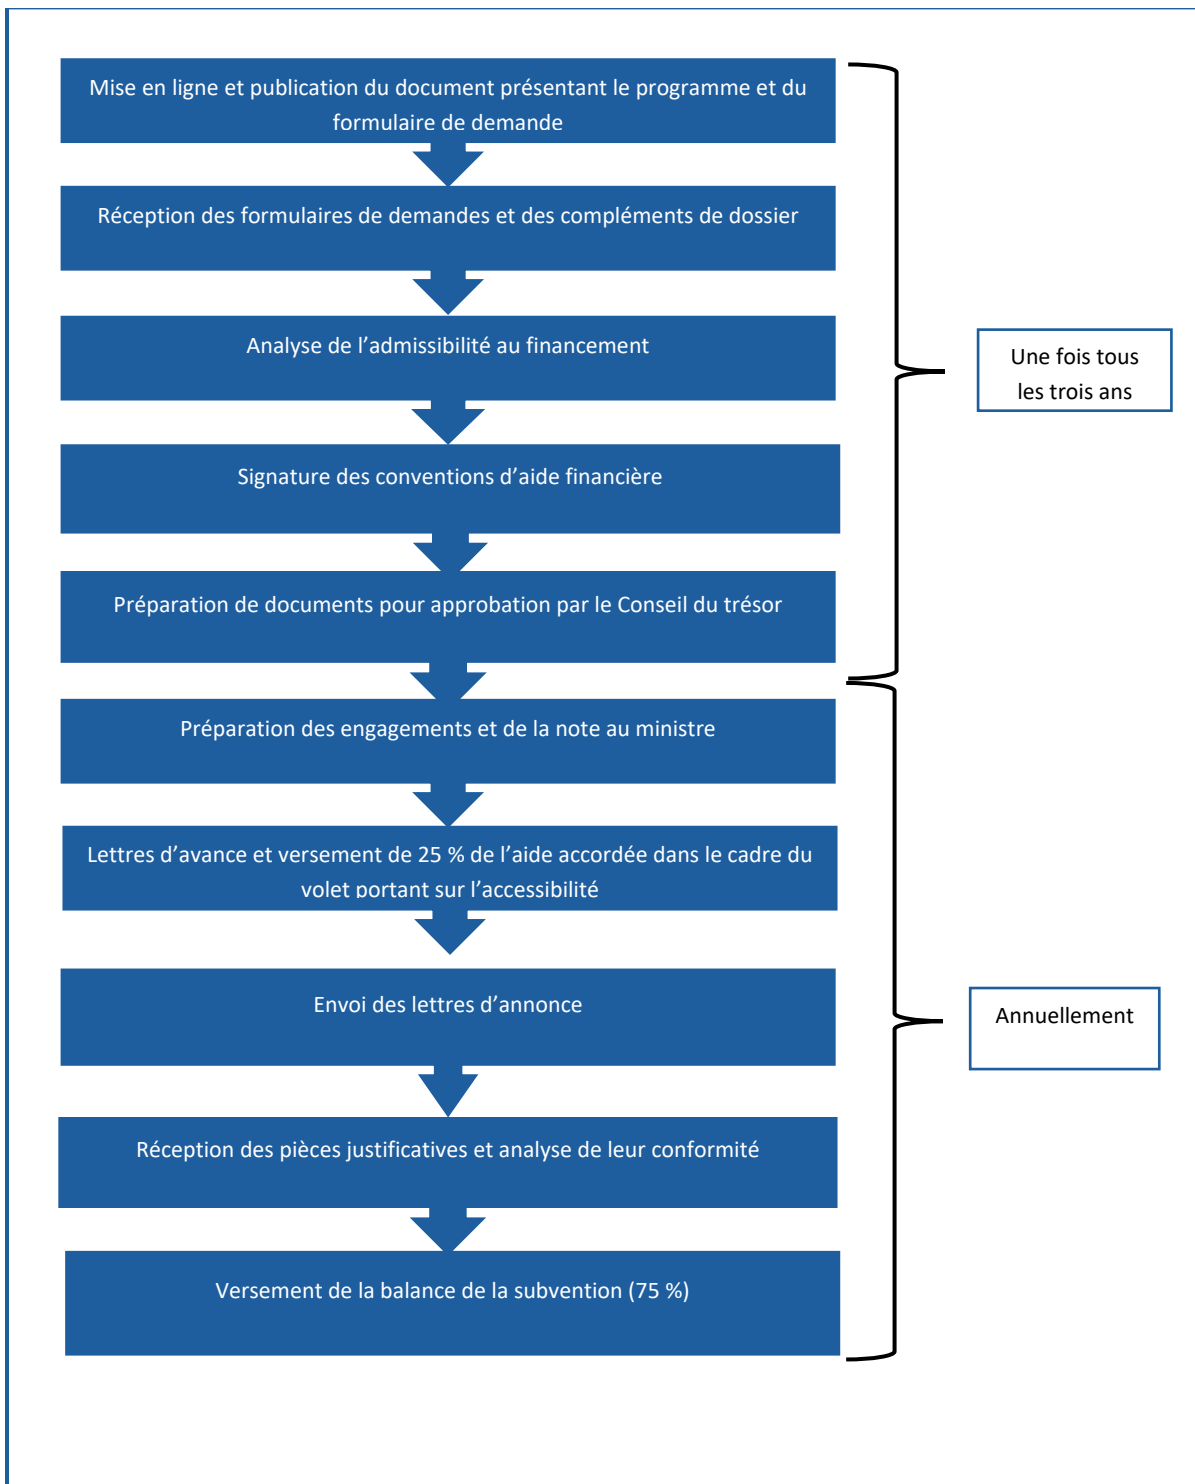 Mise en ligne et publication du document présentant le programme et du
formulaire de demande
Réception des formulaires de demandes et des compléments de dossier
Analyse de l’admissibilité au financement
Une fois tous
les trois ans
Signature des conventions d’aide financière
Préparation de documents pour approbation par le Conseil du trésor
Préparation des engagements et de la note au ministre
Lettres d’avance et versement de 25 % de l’aide accordée dans le cadre du
volet portant sur l’accessibilité
Envoi des lettres d’annonce
Annuellement
Réception des pièces justificatives et analyse de leur conformité
Versement de la balance de la subvention (75 %)